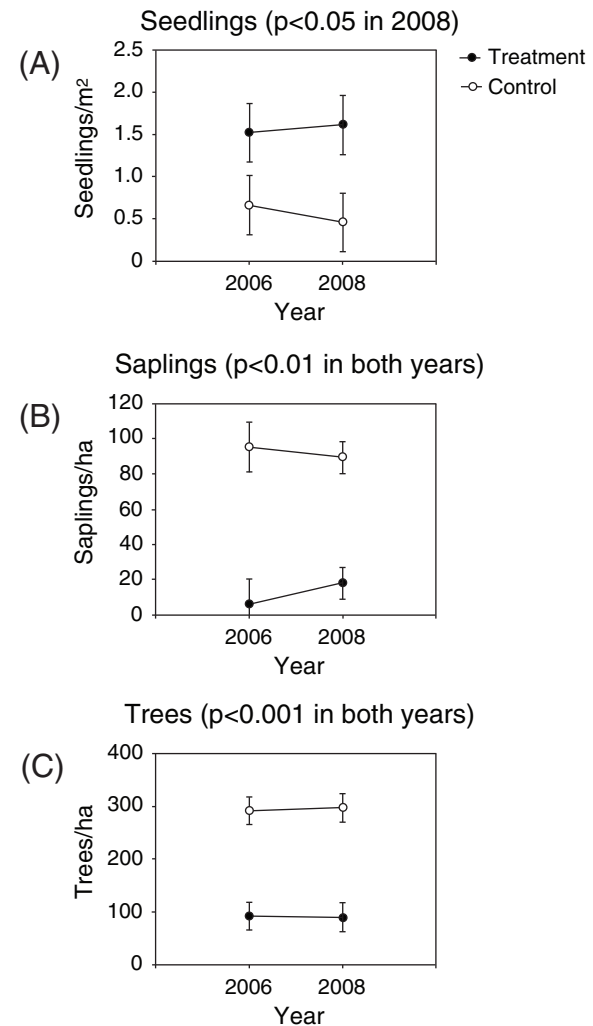 Seedlings (p<0.05 in 2008)
(A)
Treatment
Control
Seedlings/m²
2.5
2.0
1.5
1.0
0.5
0
2006 2008
Year
Saplings (p<0.01 in both years)
(B)
Saplings/ha
120
100
80
60
40
20
0
2006 2008
Year
Trees (p<0.001 in both years)
(C)
Trees/ha
400
300
200
100
0
2006 2008
Year